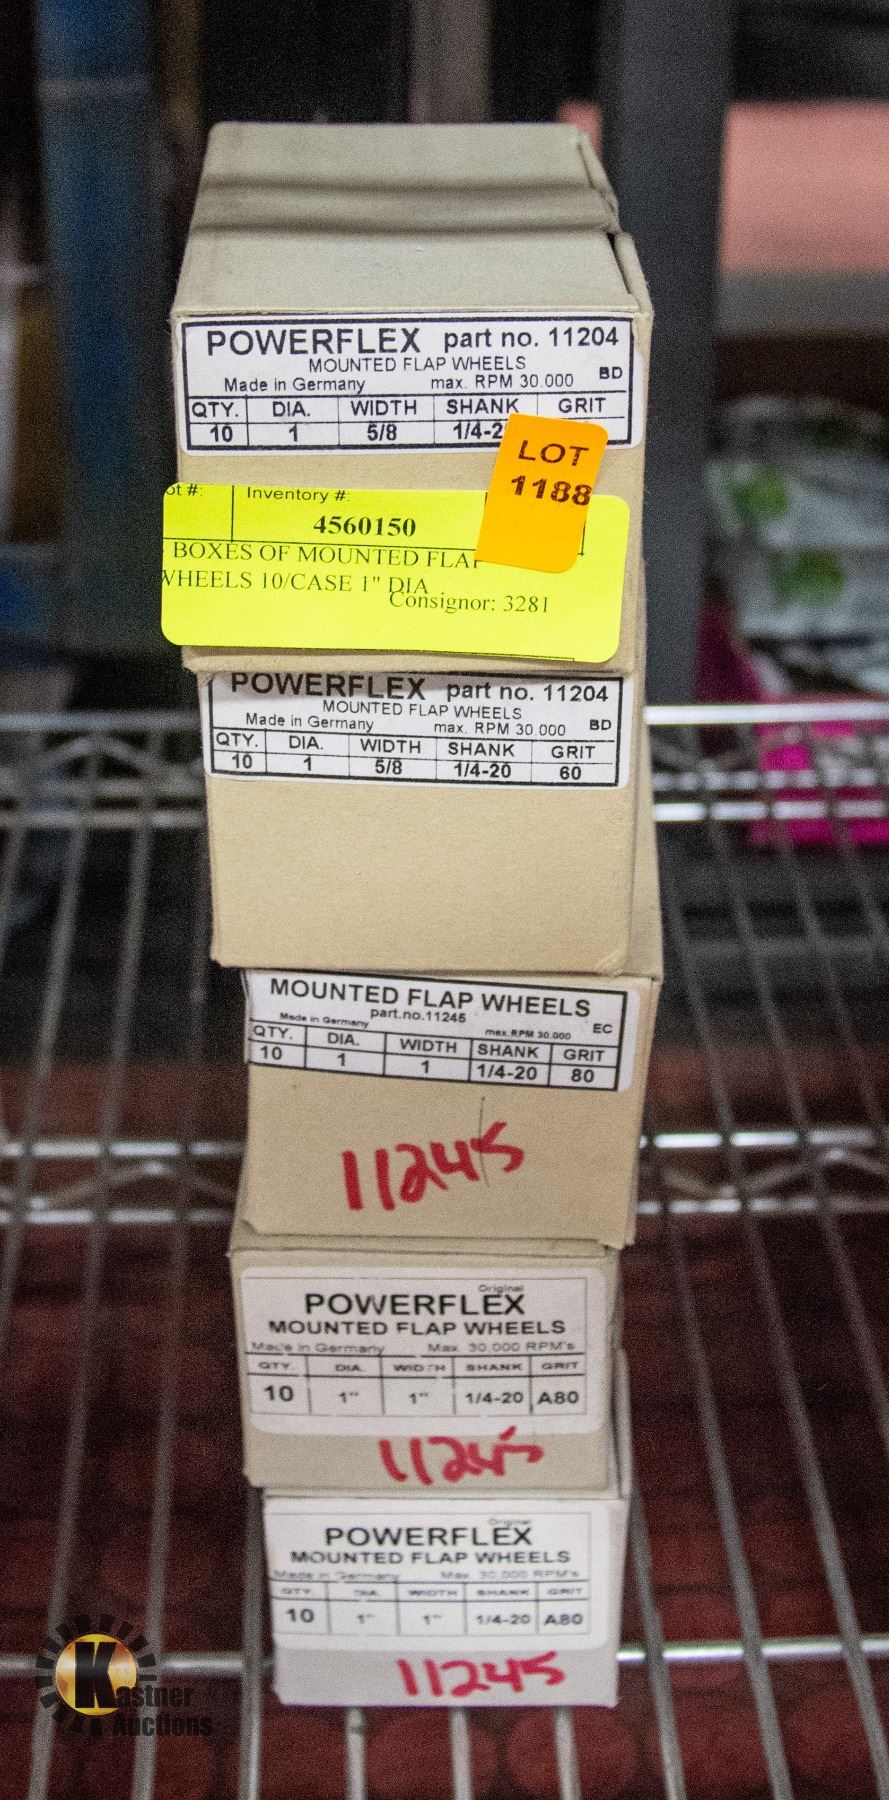 POWERFLEX part no. 11204
MOUNTED FLAP WHEELS
Made in Germany max. RPM 30.000 BD
QTY. DIA. WIDTH SHANK GRIT
10 1 5/8 1/4-2
LOT
1188
ot #: Inventory #:
4560150
BOXES OF MOUNTED FLAP
WHEELS 10/CASE 1" DIA
Consignor: 3281
POWERFLEX part no. 11204
MOUNTED FLAP WHEELS
Made in Germany max. RPM 30.000 BD
QTY. DIA. WIDTH SHANK GRIT
10 1 5/8 1/4-20 60
MOUNTED FLAP WHEELS
part.no.11245
Made in Germany max.RPM 30.000 EC
QTY. DIA. WIDTH SHANK GRIT
10 1 1 1/4-20 80
11245
Original
POWERFLEX
MOUNTED FLAP WHEELS
Made in Germany Max. 30,000 RPM's
QTY DIA. WIDTH SHANK GRIT
10 1" 1" 1/4-20 A80
11245
Original
POWERFLEX
MOUNTED FLAP WHEELS
Made in Germany Max. 30,000 RPM's
QTY DIA. WIDTH SHANK GRIT
10 1" 1" 1/4-20 A80
11245
Kastner
Auctions